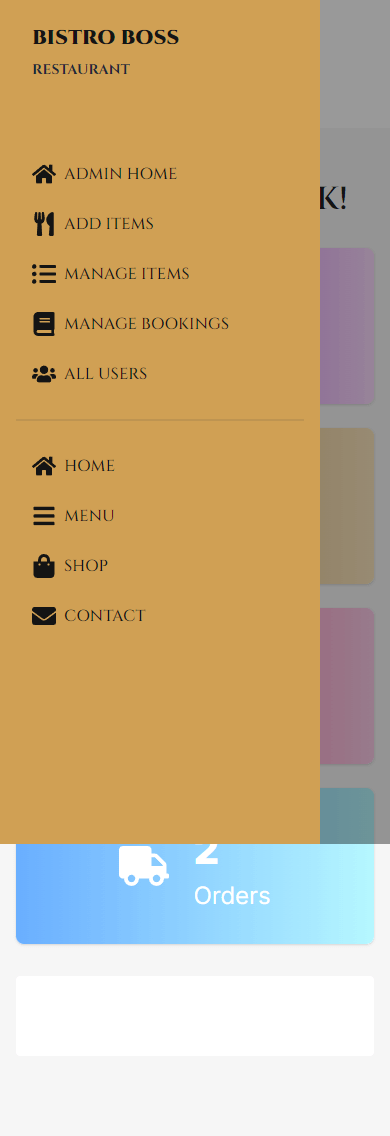 BISTRO BOSS
RESTAURANT
K!
ADMIN HOME
ADD ITEMS
MANAGE ITEMS
MANAGE BOOKINGS
ALL USERS
HOME
MENU
SHOP
CONTACT
2
Orders